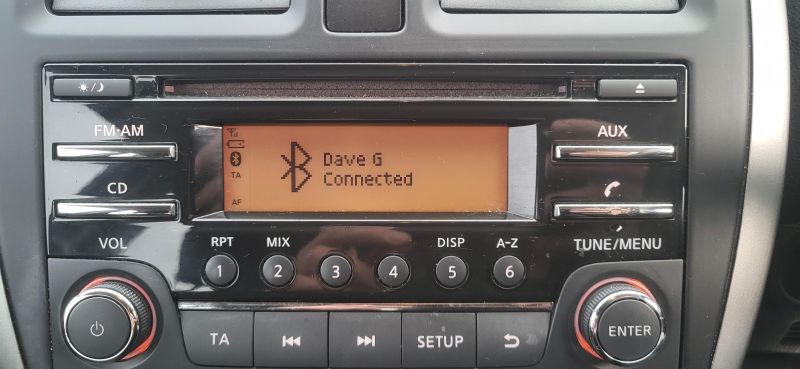 FM·AM
AUX
Dave G
Connected
TA
AF
CD
VOL
RPT
MIX
DISP
A-Z
TUNE/MENU
1
2
3
4
5
6
TA
SETUP
ENTER